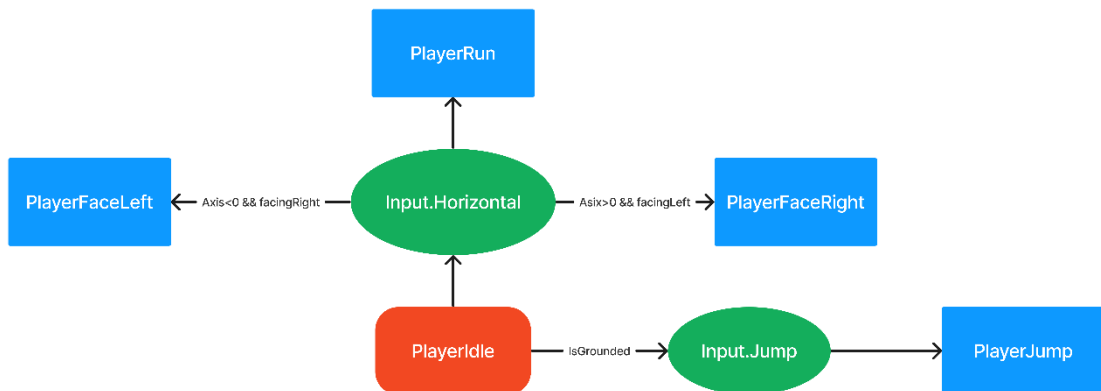 PlayerRun
PlayerFaceLeft
Axis<0 && facingRight
Input.Horizontal
Asix>0 && facingLeft
PlayerFaceRight
PlayerIdle
IsGrounded
Input.Jump
PlayerJump